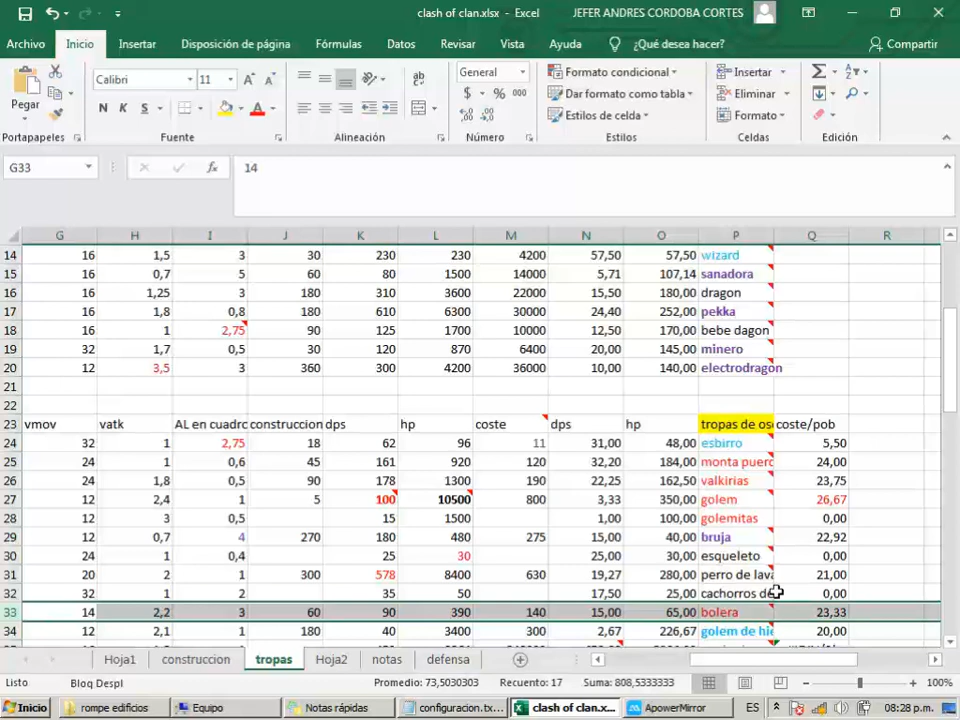 clash of clan.xlsx - Excel JEFER ANDRES CORDOBA CORTES
Archivo Inicio Insertar Disposición de página Fórmulas Datos Revisar Vista Ayuda ¿Qué desea hacer? Compartir
Pegar Calibri 11 General Formato condicional Insertar
N K S $ % 000 Dar formato como tabla Eliminar
Estilos de celda Formato
Portapapeles Fuente Alineación Número Estilos Celdas Edición
G33 fx 14
G H I J K L M N O P Q R
14 16 1,5 3 30 230 230 4200 57,50 57,50 wizard
15 16 0,7 5 60 80 1500 14000 5,71 107,14 sanadora
16 16 1,25 3 180 310 3600 22000 15,50 180,00 dragon
17 16 1,8 0,8 180 610 6300 30000 24,40 252,00 pekka
18 16 1 2,75 90 125 1700 10000 12,50 170,00 bebe dagon
19 32 1,7 0,5 30 120 870 6400 20,00 145,00 minero
20 12 3,5 3 360 300 4200 36000 10,00 140,00 electrodragon
21
22
23 vmov vatk AL en cuadro construccion dps hp coste dps hp tropas de os coste/pob
24 32 1 2,75 18 62 96 11 31,00 48,00 esbirro 5,50
25 24 1 0,6 45 161 920 120 32,20 184,00 monta puerc 24,00
26 24 1,8 0,5 90 178 1300 190 22,25 162,50 valkirias 23,75
27 12 2,4 1 5 100 10500 800 3,33 350,00 golem 26,67
28 12 3 0,5 15 1500 1,00 100,00 golemitas 0,00
29 12 0,7 4 270 180 480 275 15,00 40,00 bruja 22,92
30 24 1 0,4 25 30 25,00 30,00 esqueleto 0,00
31 20 2 1 300 578 8400 630 19,27 280,00 perro de lava 21,00
32 32 1 2 35 50 17,50 25,00 cachorros de 0,00
33 14 2,2 3 60 90 390 140 15,00 65,00 bolera 23,33
34 12 2,1 1 180 40 3400 300 2,67 226,67 golem de hie 20,00
Hoja1 construccion tropas Hoja2 notas defensa
Listo Bloq Despl Promedio: 73,5030303 Recuento: 17 Suma: 808,5333333 100%
Inicio rompe edificios Equipo Notas rápidas configuracion.tx... clash of clan.xls... ApowerMirror ES 08:28 p.m.